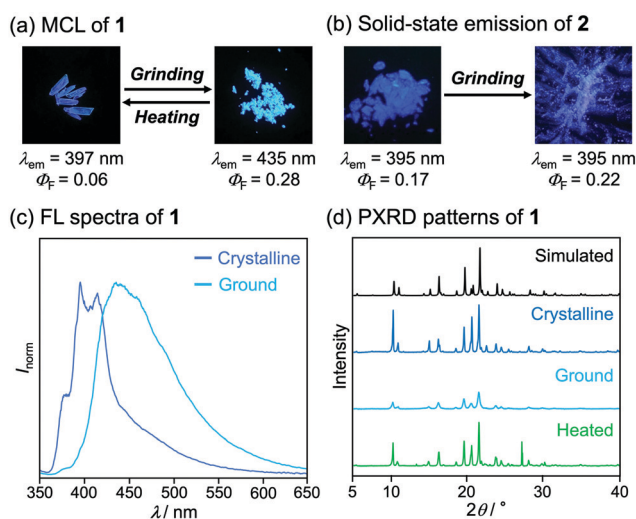 (a) MCL of 1
Grinding
Heating
λem = 397 nm
ΦF = 0.06
λem = 435 nm
ΦF = 0.28
(b) Solid-state emission of 2
Grinding
λem = 395 nm
ΦF = 0.17
λem = 395 nm
ΦF = 0.22
(c) FL spectra of 1
Crystalline
Ground
Inorm
350 400 450 500 550 600 650
λ / nm
(d) PXRD patterns of 1
Simulated
Crystalline
Ground
Heated
Intensity
5 10 20 30 40
2θ / °